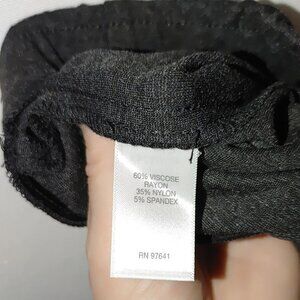 60% VISCOSE
RAYON
35% NYLON
5% SPANDEX
RN 97641